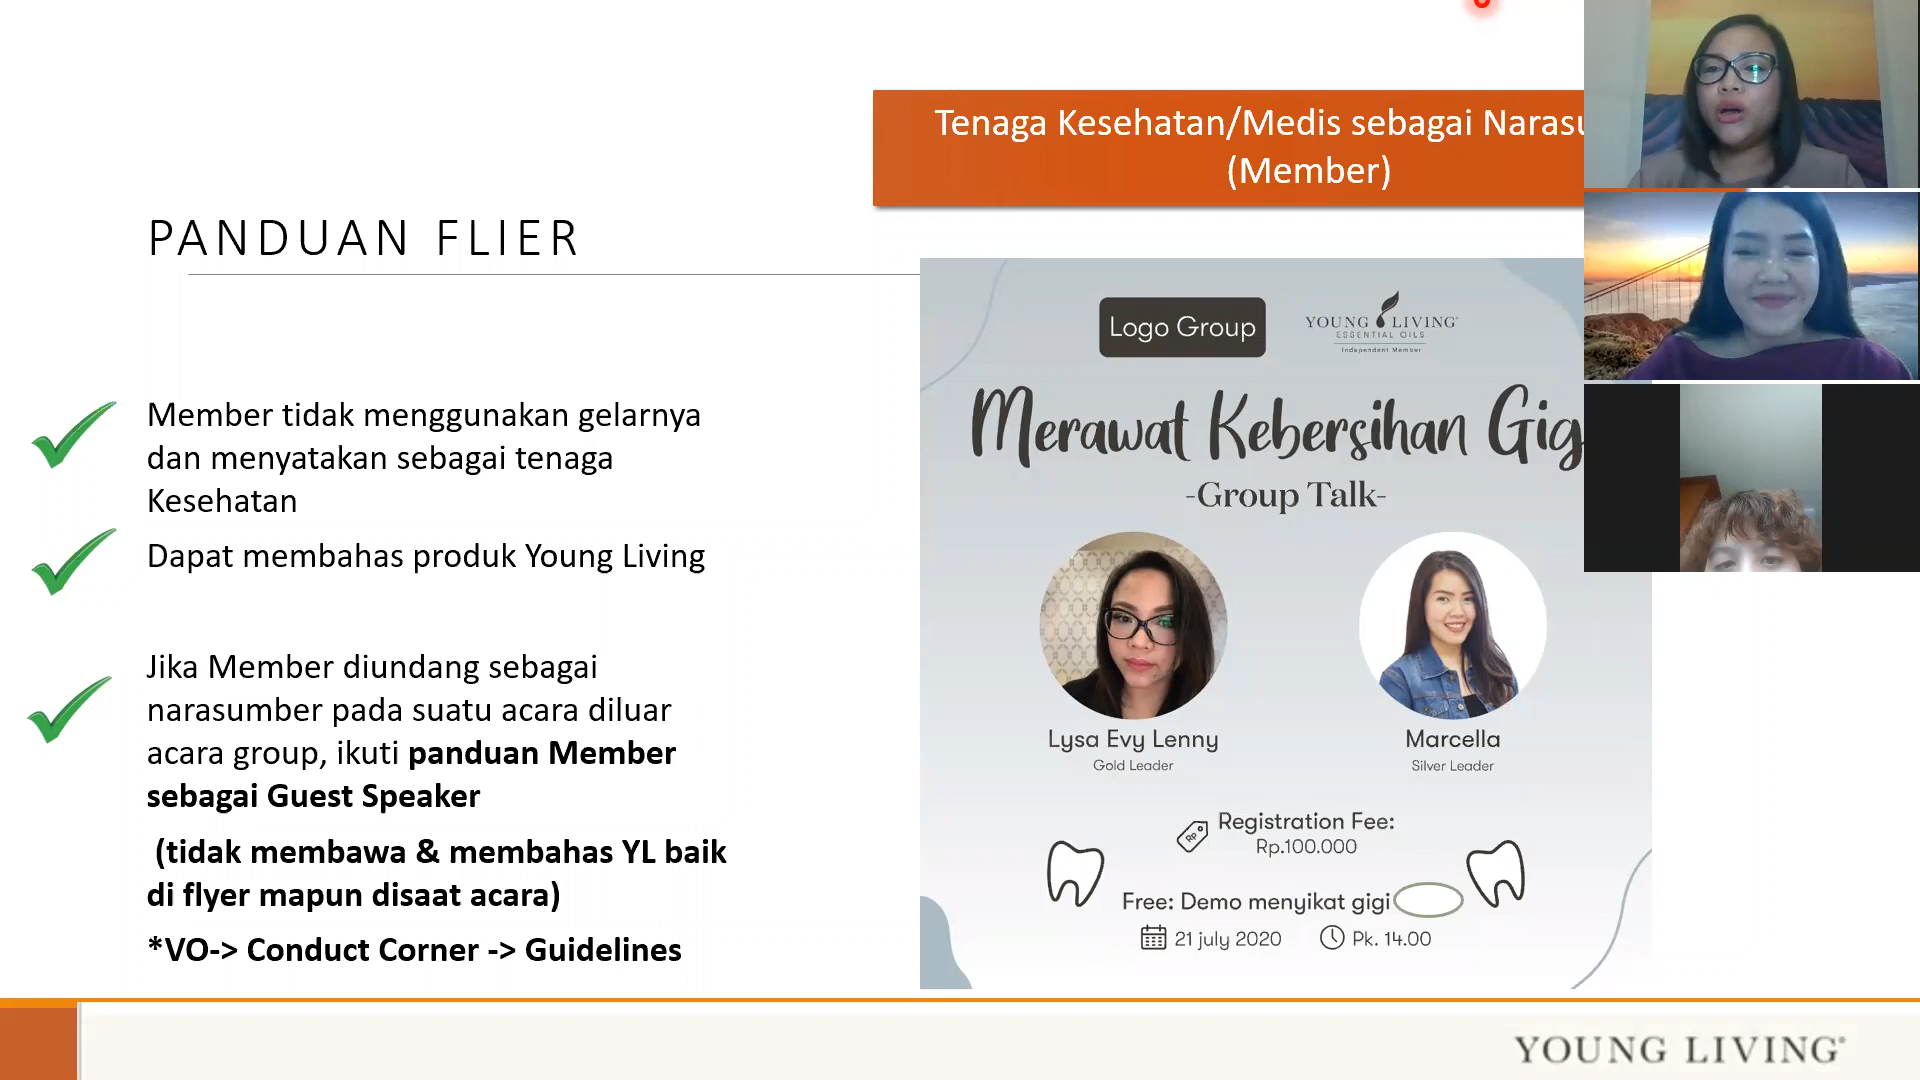 Tenaga Kesehatan/Medis sebagai
(Member)
PANDUAN FLIER
Member tidak menggunakan gelarnya
dan menyatakan sebagai tenaga
Kesehatan
Dapat membahas produk Young Living
Jika Member diundang sebagai
narasumber pada suatu acara diluar
acara group, ikuti panduan Member
sebagai Guest Speaker
(tidak membawa & membahas YL baik
di flyer mapun disaat acara)
*VO-> Conduct Corner -> Guidelines
Logo Group
YOUNG LIVING®
ESSENTIAL OILS
Independent Member
Merawat Kebersihan
-Group Talk-
Lysa Evy Lenny
Gold Leader
Marcella
Silver Leader
Registration Fee:
Rp
Rp.100.000
Free: Demo menyikat gigi
21 july 2020
Pk. 14.00
YOUNG LIVING®